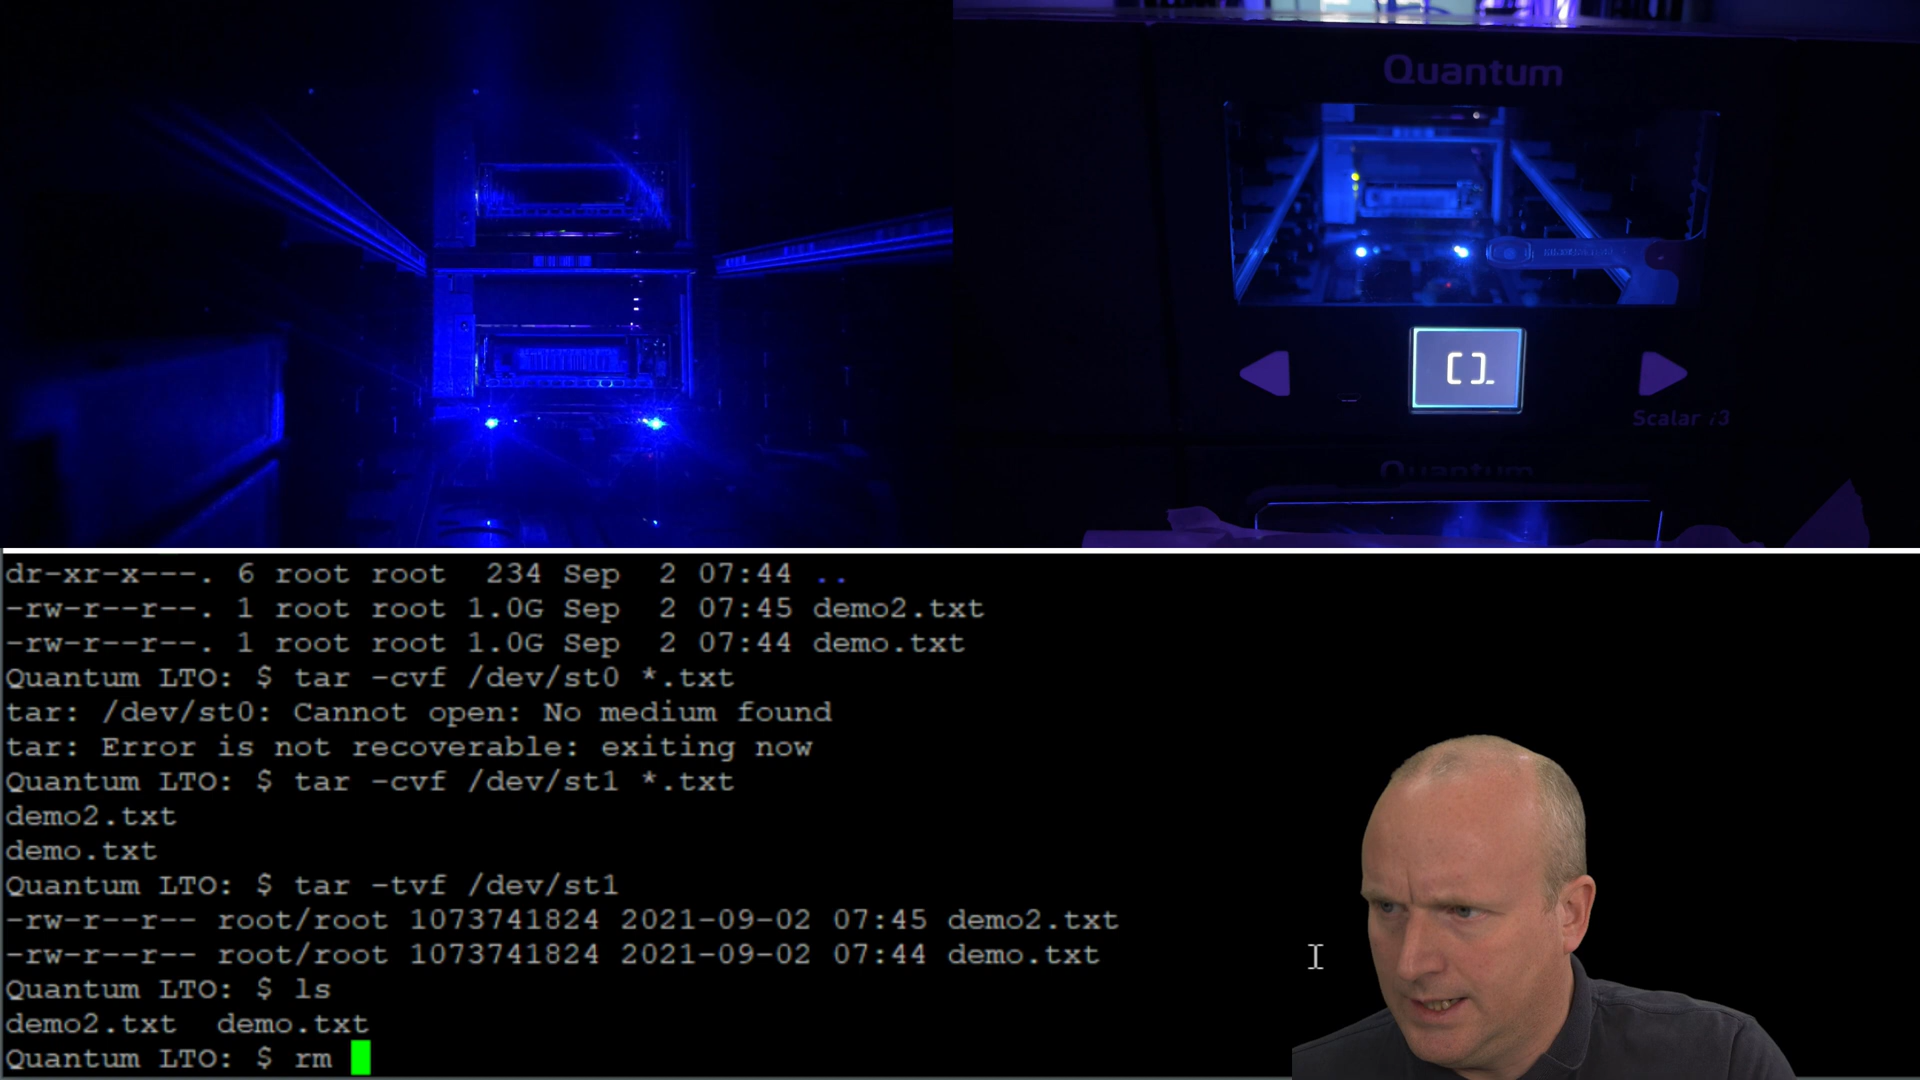 Quantum
[].
Scalar i3
Quantum
dr-xr-x---. 6 root root  234 Sep  2 07:44 ..
-rw-r--r--. 1 root root 1.0G Sep  2 07:45 demo2.txt
-rw-r--r--. 1 root root 1.0G Sep  2 07:44 demo.txt
Quantum LTO: $ tar -cvf /dev/st0 *.txt
tar: /dev/st0: Cannot open: No medium found
tar: Error is not recoverable: exiting now
Quantum LTO: $ tar -cvf /dev/st1 *.txt
demo2.txt
demo.txt
Quantum LTO: $ tar -tvf /dev/st1
-rw-r--r-- root/root 1073741824 2021-09-02 07:45 demo2.txt
-rw-r--r-- root/root 1073741824 2021-09-02 07:44 demo.txt
Quantum LTO: $ ls
demo2.txt  demo.txt
Quantum LTO: $ rm